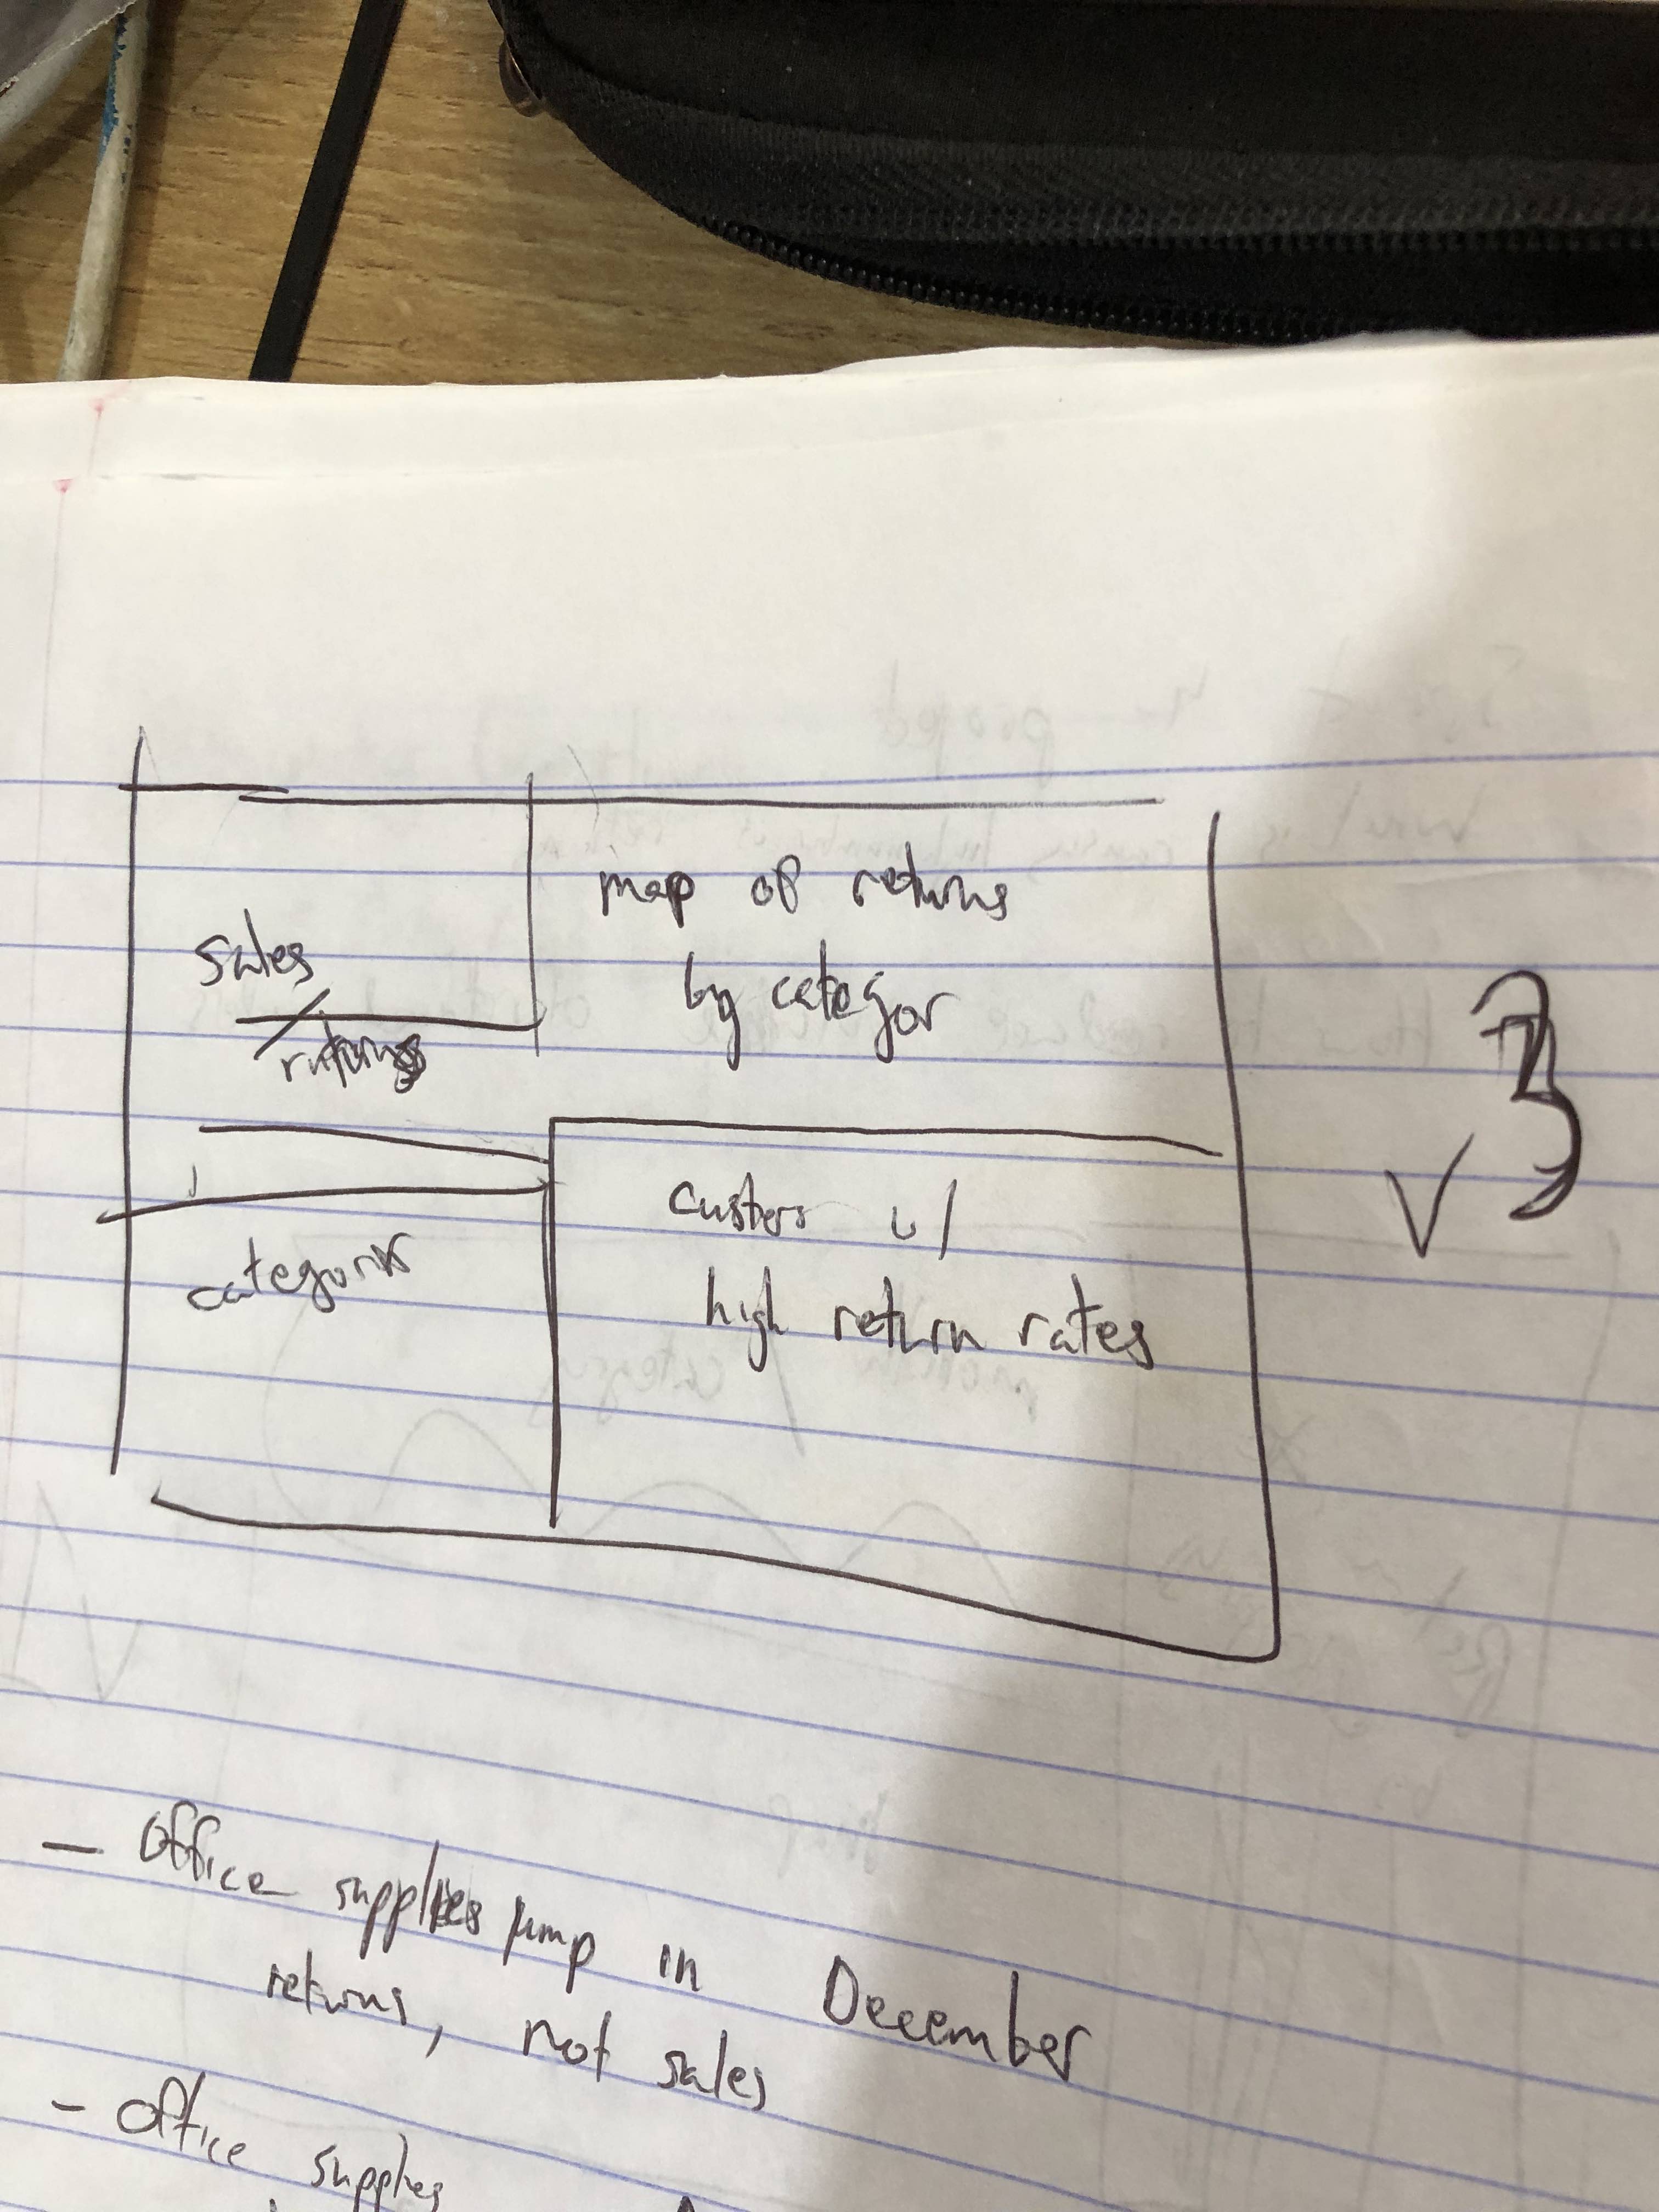 sales
/
returns
map of returns
by categor
categories
custers w/
high return rates
V3
- Office supplies jump in December
returns, not sales
- Office supplies